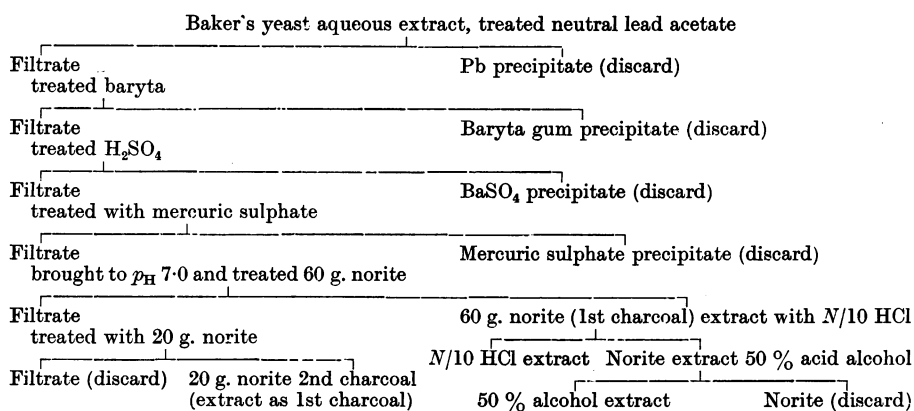 Baker's yeast aqueous extract, treated neutral lead acetate
Filtrate Pb precipitate (discard)
treated baryta
Filtrate Baryta gum precipitate (discard)
treated H₂SO₄
Filtrate BaSO₄ precipitate (discard)
treated with mercuric sulphate
Filtrate Mercuric sulphate precipitate (discard)
brought to pH 7·0 and treated 60 g. norite
Filtrate 60 g. norite (1st charcoal) extract with N/10 HCl
treated with 20 g. norite
N/10 HCl extract Norite extract 50 % acid alcohol
Filtrate (discard) 20 g. norite 2nd charcoal
(extract as 1st charcoal) 50 % alcohol extract Norite (discard)